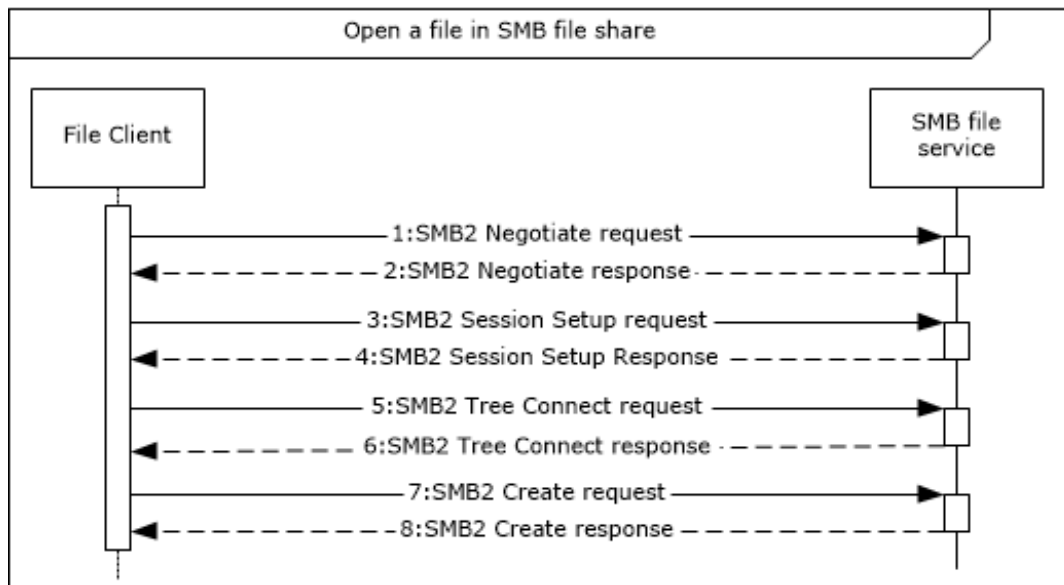 Open a file in SMB file share
File Client
SMB file
service
1:SMB2 Negotiate request
2:SMB2 Negotiate response
3:SMB2 Session Setup request
4:SMB2 Session Setup Response
5:SMB2 Tree Connect request
6:SMB2 Tree Connect response
7:SMB2 Create request
8:SMB2 Create response